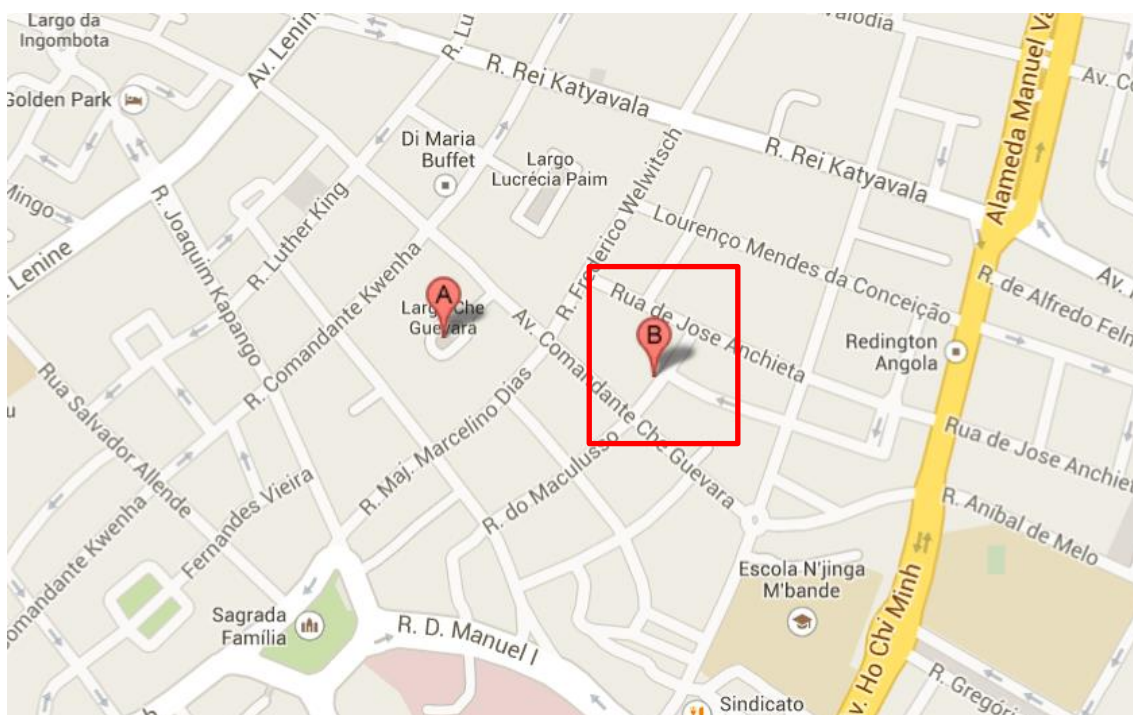 Largo da
Ingombota
Av. Lenine
R. Lu
Alameda Manuel Va
Av. Co
R. Rei Katyavala
Golden Park
Di Maria
Buffet
Largo
Lucrécia Paim
R. Rei Katyavala
Mingo
R. Joaquim Kapango
R. Luther King
R. Frederico Welwitsch
Lourenço Mendes da Conceição
Lenine
R. Comandante Kwenha
R. de Alfredo Feln
Av.
A
Largo Che
Guevara
Rua de Jose Anchieta
B
Redington
Angola
Av. Comandante Che Guevara
Rua Salvador Allende
R. Maj. Marcelino Dias
Rua de Jose Anchiet
R. do Maculusso
Fernandes Vieira
R. Aníbal de Melo
Comandante Kwenha
Escola N'jinga
M'bande
Sagrada
Família
R. D. Manuel I
v. Ho Chi Minh
R. Gregóri
Sindicato